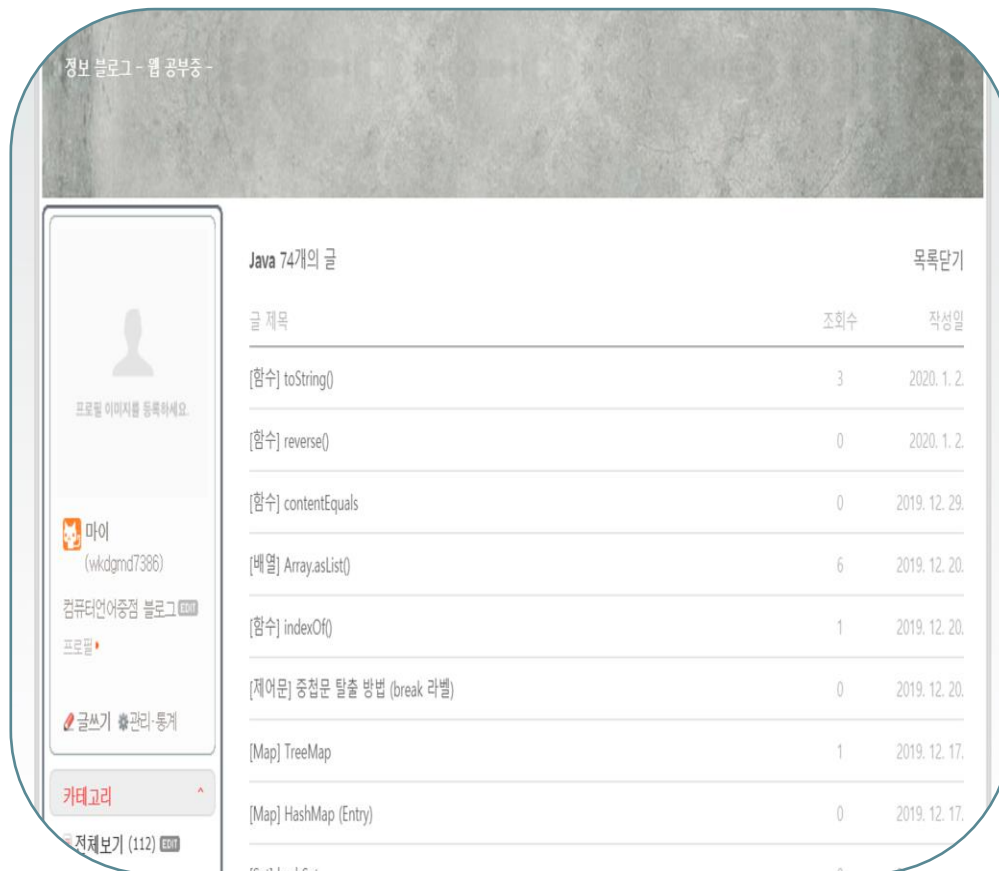 정보 블로그 - 웹 공부중 -
프로필 이미지를 등록하세요.
마이
(wkdgmd7386)
컴퓨터언어중점 블로그 EDIT
프로필
글쓰기 관리·통계
카테고리 ^
전체보기 (112) EDIT
Java 74개의 글 목록닫기
글 제목 조회수 작성일
[함수] toString() 3 2020. 1. 2.
[함수] reverse() 0 2020. 1. 2.
[함수] contentEquals 0 2019. 12. 29.
[배열] Array.asList() 6 2019. 12. 20.
[함수] indexOf() 1 2019. 12. 20.
[제어문] 중첩문 탈출 방법 (break 라벨) 0 2019. 12. 20.
[Map] TreeMap 1 2019. 12. 17.
[Map] HashMap (Entry) 0 2019. 12. 17.